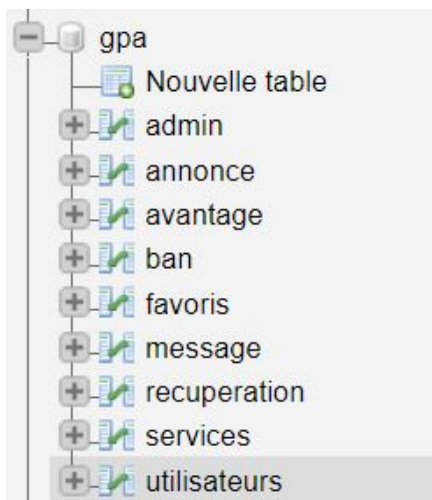 gpa
Nouvelle table
admin
annonce
avantage
ban
favoris
message
recuperation
services
utilisateurs